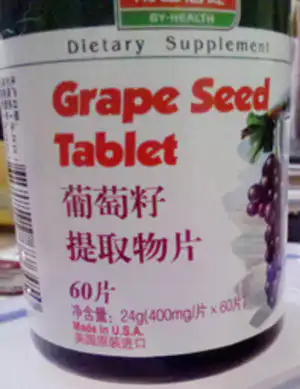 BY-HEALTH
Dietary Supplement
Grape Seed
Tablet
葡萄籽
提取物片
60片
净含量: 24g(400mg/片 × 60片)
Made in U.S.A.
美国原装进口